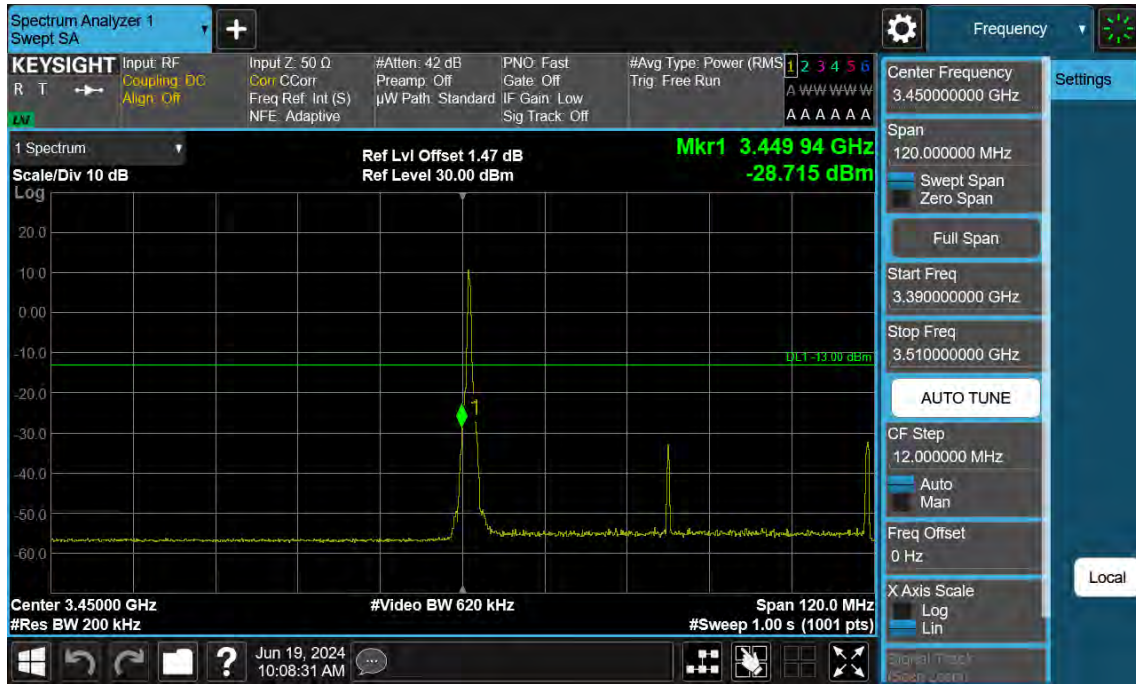 Spectrum Analyzer 1
Swept SA
+
Frequency
KEYSIGHT
R T
LXI
Input: RF
Coupling: DC
Align: Off
Input Z: 50 Ω
Corr CCorr
Freq Ref: Int (S)
NFE: Adaptive
#Atten: 42 dB
Preamp: Off
µW Path: Standard
PNO: Fast
Gate: Off
IF Gain: Low
Sig Track: Off
#Avg Type: Power (RMS
Trig: Free Run
1 2 3 4 5 6
A W W W W W
A A A A A A
1 Spectrum
Scale/Div 10 dB
Log
Ref Lvl Offset 1.47 dB
Ref Level 30.00 dBm
Mkr1 3.449 94 GHz
-28.715 dBm
20.0
10.0
0.00
-10.0
-20.0
-30.0
-40.0
-50.0
-60.0
DL1 -13.00 dBm
1
Center 3.45000 GHz
#Res BW 200 kHz
#Video BW 620 kHz
Span 120.0 MHz
#Sweep 1.00 s (1001 pts)
Center Frequency
3.450000000 GHz
Settings
Span
120.000000 MHz
Swept Span
Zero Span
Full Span
Start Freq
3.390000000 GHz
Stop Freq
3.510000000 GHz
AUTO TUNE
CF Step
12.000000 MHz
Auto
Man
Freq Offset
0 Hz
X Axis Scale
Log
Lin
Local
Signal Track
(Span Zoom)
?
Jun 19, 2024
10:08:31 AM